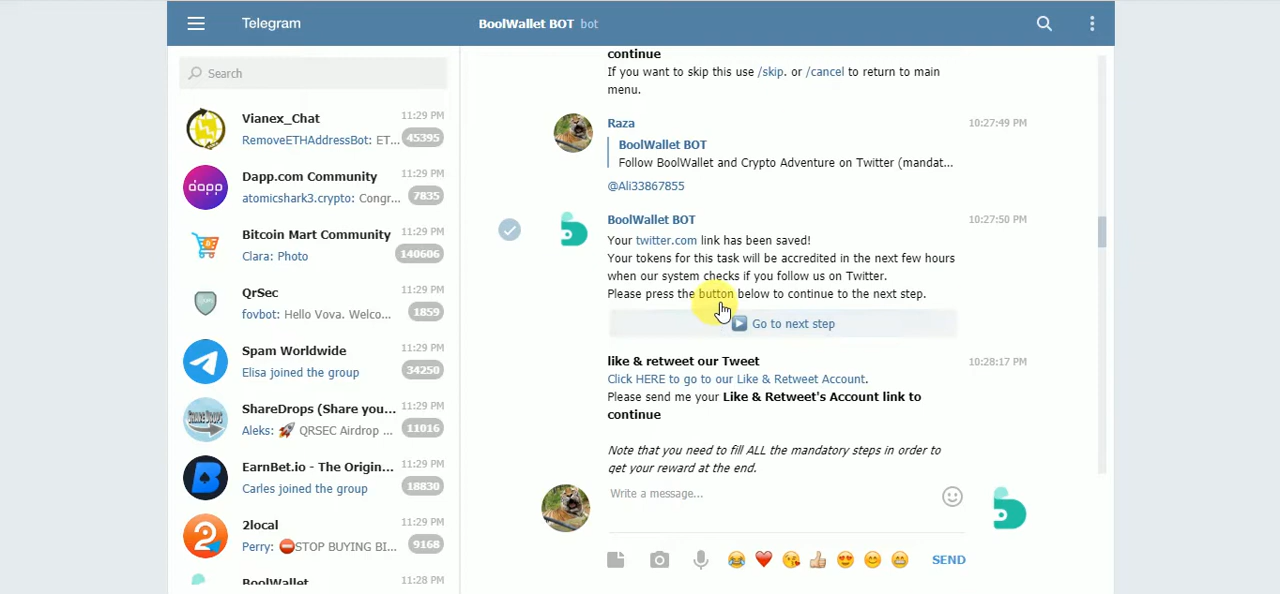 Telegram
BoolWallet BOT bot
Search
Vianex_Chat 11:29 PM
RemoveETHAddressBot: ET... 45395
Dapp.com Community 11:29 PM
atomicshark3.crypto: Congr... 7835
dapp
Bitcoin Mart Community 11:29 PM
Clara: Photo 140606
QrSec 11:29 PM
fovbot: Hello Vova. Welco... 1859
Spam Worldwide 11:29 PM
Elisa joined the group 34250
ShareDrops (Share you... 11:29 PM
Aleks: 🚀 QRSEC Airdrop ... 11016
SHARE DROPS
EarnBet.io - The Origin... 11:29 PM
Carles joined the group 18830
2local 11:29 PM
Perry: ⛔STOP BUYING BI... 9168
2
BoolWallet 11:28 PM
continue
If you want to skip this use /skip. or /cancel to return to main
menu.
Raza 10:27:49 PM
BoolWallet BOT
Follow BoolWallet and Crypto Adventure on Twitter (mandat...
@Ali33867855
BoolWallet BOT 10:27:50 PM
Your twitter.com link has been saved!
Your tokens for this task will be accredited in the next few hours
when our system checks if you follow us on Twitter.
Please press the button below to continue to the next step.
▶ Go to next step
like & retweet our Tweet 10:28:17 PM
Click HERE to go to our Like & Retweet Account.
Please send me your Like & Retweet's Account link to
continue
Note that you need to fill ALL the mandatory steps in order to
get your reward at the end.
Write a message...
😂 ❤️ 😘 👍 😍 😊 😁 SEND